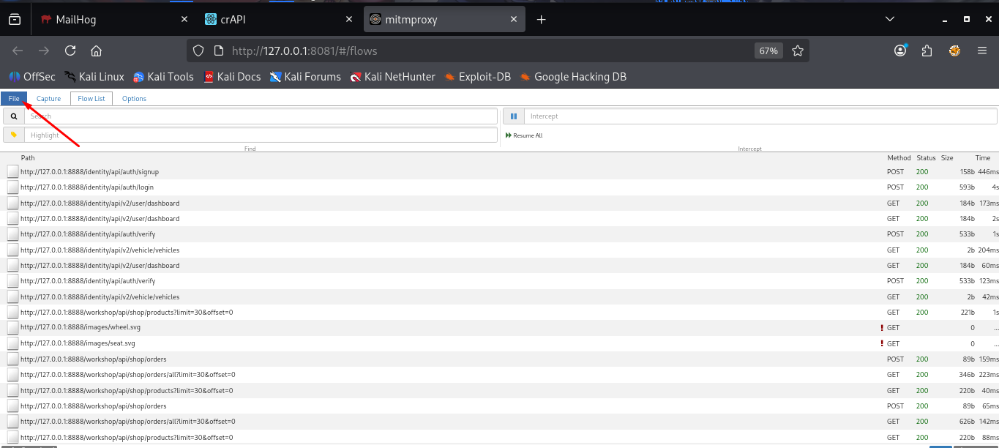 MailHog crAPI mitmproxy
http://127.0.0.1:8081/#/flows 67%
OffSec Kali Linux Kali Tools Kali Docs Kali Forums Kali NetHunter Exploit-DB Google Hacking DB
File Capture Flow List Options
Search Intercept
Highlight Resume All
Find Intercept
Path Method Status Size Time
http://127.0.0.1:8888/identity/api/auth/signup POST 200 158b 446ms
http://127.0.0.1:8888/identity/api/auth/login POST 200 593b 4s
http://127.0.0.1:8888/identity/api/v2/user/dashboard GET 200 184b 173ms
http://127.0.0.1:8888/identity/api/v2/user/dashboard GET 200 184b 2s
http://127.0.0.1:8888/identity/api/auth/verify POST 200 533b 1s
http://127.0.0.1:8888/identity/api/v2/vehicle/vehicles GET 200 2b 204ms
http://127.0.0.1:8888/identity/api/v2/user/dashboard GET 200 184b 60ms
http://127.0.0.1:8888/identity/api/auth/verify POST 200 533b 123ms
http://127.0.0.1:8888/identity/api/v2/vehicle/vehicles GET 200 2b 42ms
http://127.0.0.1:8888/workshop/api/shop/products?limit=30&offset=0 GET 200 221b 1s
http://127.0.0.1:8888/images/wheel.svg ! GET 0 ...
http://127.0.0.1:8888/images/seat.svg ! GET 0 ...
http://127.0.0.1:8888/workshop/api/shop/orders POST 200 89b 159ms
http://127.0.0.1:8888/workshop/api/shop/orders/all?limit=30&offset=0 GET 200 346b 223ms
http://127.0.0.1:8888/workshop/api/shop/products?limit=30&offset=0 GET 200 220b 40ms
http://127.0.0.1:8888/workshop/api/shop/orders POST 200 89b 65ms
http://127.0.0.1:8888/workshop/api/shop/orders/all?limit=30&offset=0 GET 200 626b 142ms
http://127.0.0.1:8888/workshop/api/shop/products?limit=30&offset=0 GET 200 220b 88ms